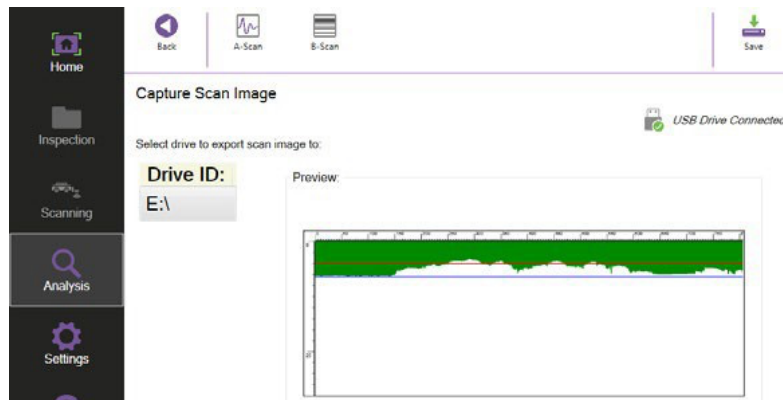 Home
Inspection
Scanning
Analysis
Settings
Back
A-Scan
B-Scan
Save
Capture Scan Image
USB Drive Connected
Select drive to export scan image to:
Drive ID:
E:\
Preview: